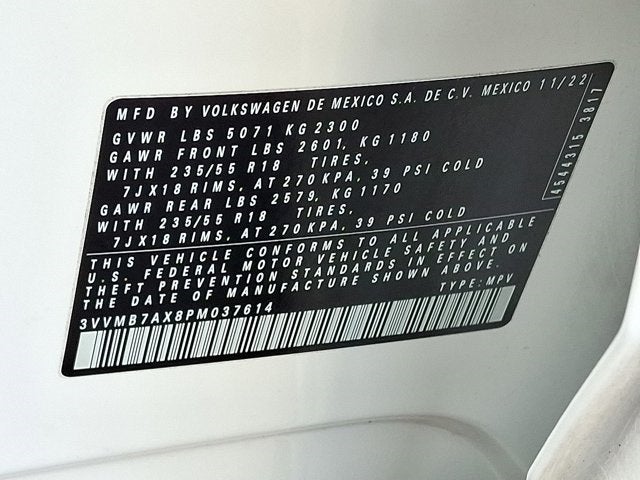 MFD BY VOLKSWAGEN DE MEXICO S.A. DE C.V. MEXICO 11/22
GVWR LBS 5071 KG 2300
GAWR FRONT LBS 2601, KG 1180
WITH 235/55 R18 TIRES,
7JX18 RIMS, AT 270 KPA, 39 PSI COLD
GAWR REAR LBS 2579, KG 1170
WITH 235/55 R18 TIRES,
7JX18 RIMS, AT 270 KPA, 39 PSI COLD
4544315 3817
THIS VEHICLE CONFORMS TO ALL APPLICABLE
U.S. FEDERAL MOTOR VEHICLE SAFETY AND
THEFT PREVENTION STANDARDS IN EFFECT ON
THE DATE OF MANUFACTURE SHOWN ABOVE.
TYPE: MPV
3VVMB7AX8PM037614